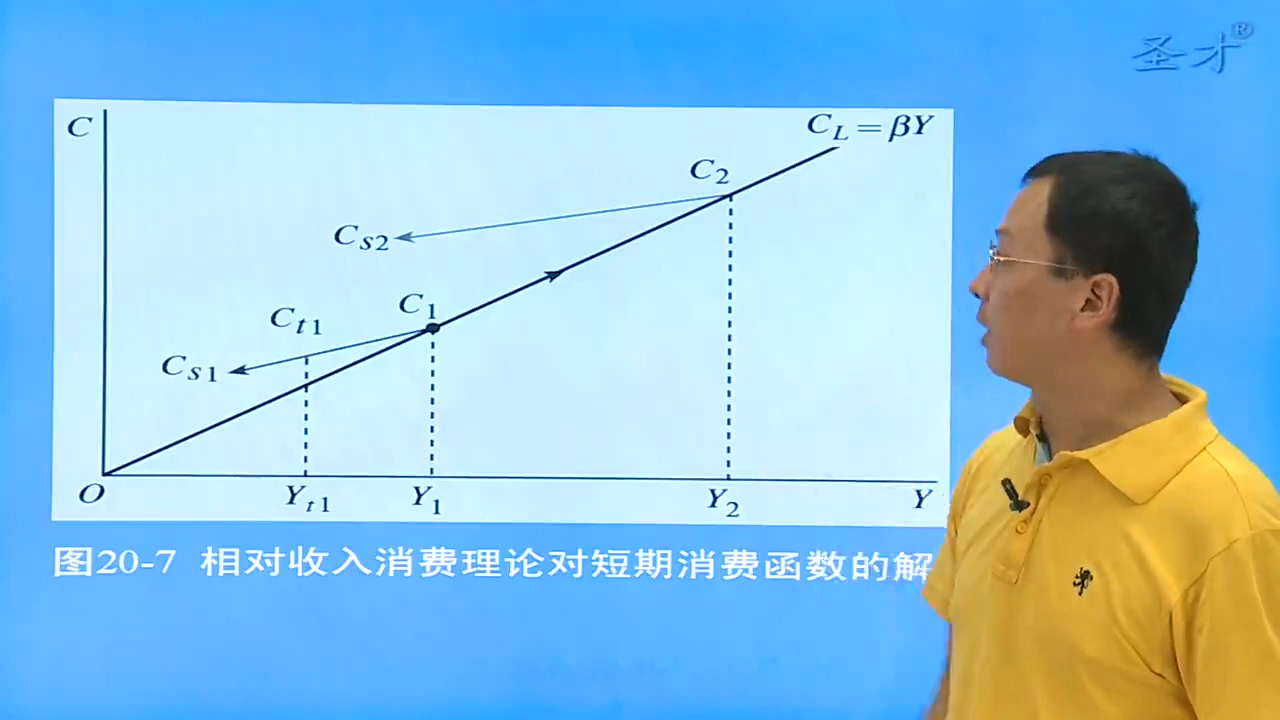 圣才®
C
C_L = βY
C₂
C_s2
C₁
C_t1
C_s1
O
Y_t1
Y₁
Y₂
Y
图20-7 相对收入消费理论对短期消费函数的解